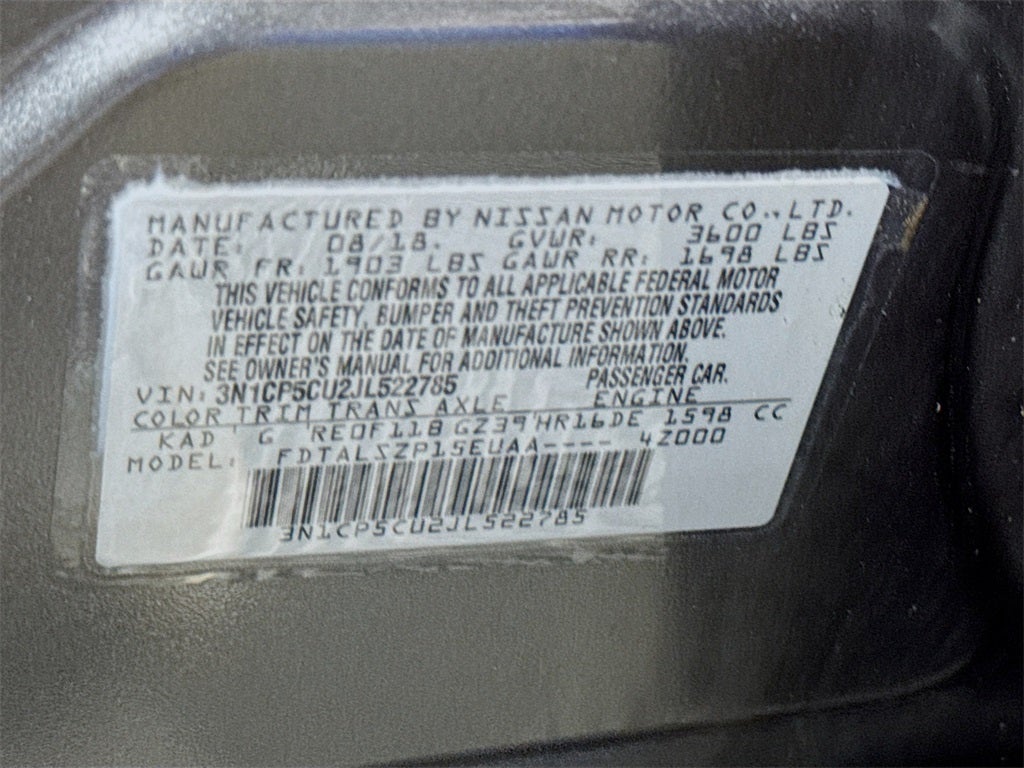 MANUFACTURED BY NISSAN MOTOR CO.,LTD.
DATE: 08/18. GVWR: 3600 LBS
GAWR FR: 1903 LBS GAWR RR: 1698 LBS
THIS VEHICLE CONFORMS TO ALL APPLICABLE FEDERAL MOTOR
VEHICLE SAFETY, BUMPER AND THEFT PREVENTION STANDARDS
IN EFFECT ON THE DATE OF MANUFACTURE SHOWN ABOVE.
SEE OWNER'S MANUAL FOR ADDITIONAL INFORMATION.
VIN: 3N1CP5CU2JL522785 PASSENGER CAR.
COLOR TRIM TRANS AXLE ENGINE
KAD ' G 'RE0F11B GZ39'HR16DE 1598 CC
MODEL: FDTALSZP15EUAA---- 4Z000
3N1CP5CU2JL522785